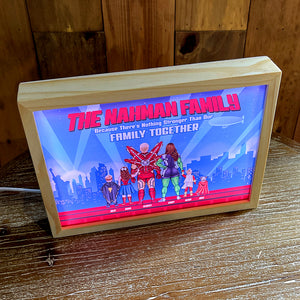 THE NAHMAN FAMILY
Because There's Nothing Stronger Than Our
FAMILY TOGETHER